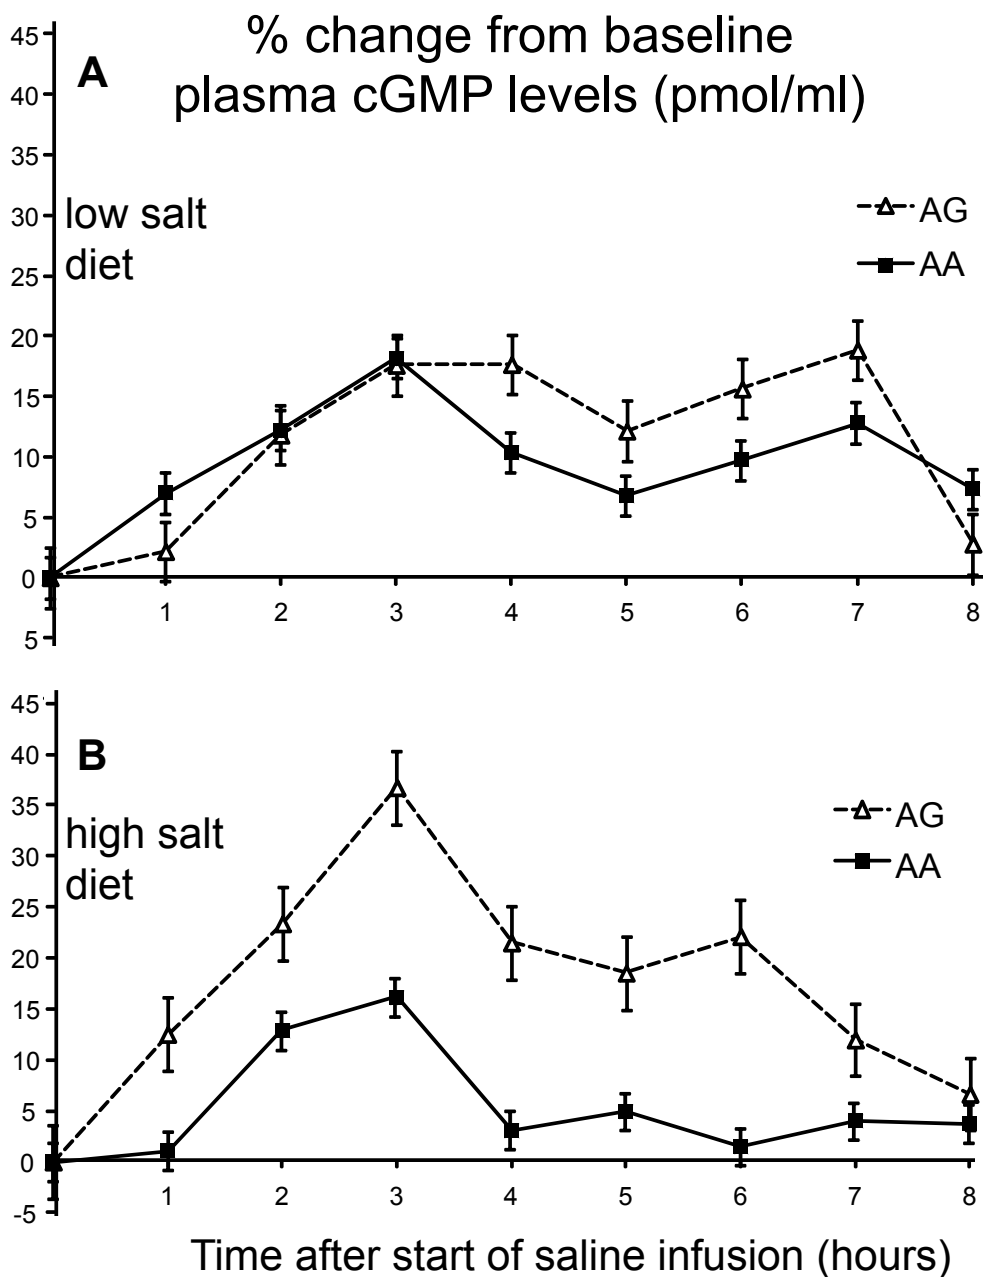 % change from baseline
plasma cGMP levels (pmol/ml)
A
low salt
diet
AG
AA
45
40
35
30
25
20
15
10
5
0
5
1 2 3 4 5 6 7 8
B
high salt
diet
AG
AA
45
40
35
30
25
20
15
10
5
0
-5
1 2 3 4 5 6 7 8
Time after start of saline infusion (hours)